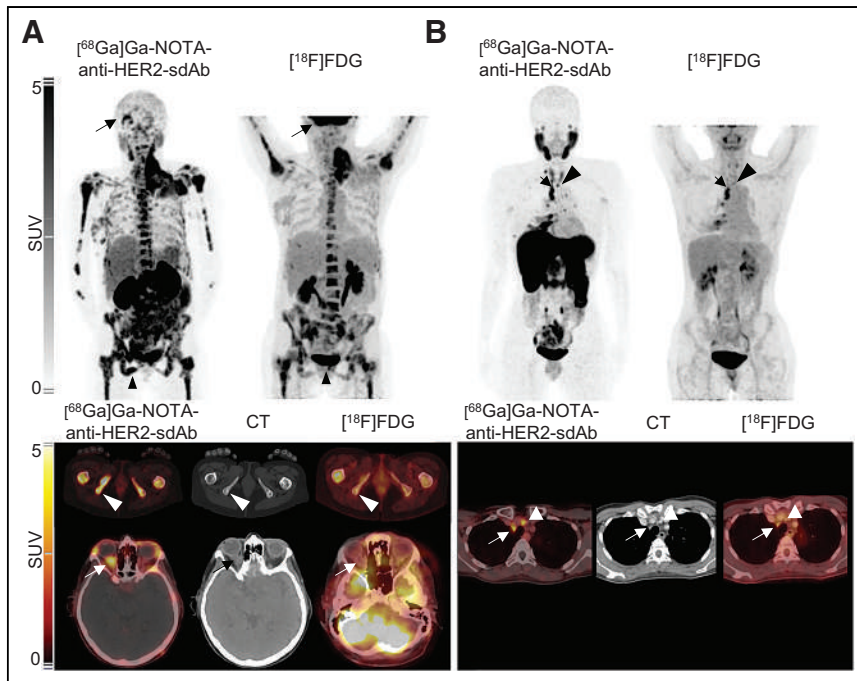 A
[⁶⁸Ga]Ga-NOTA-
anti-HER2-sdAb
[¹⁸F]FDG
B
[⁶⁸Ga]Ga-NOTA-
anti-HER2-sdAb
[¹⁸F]FDG
5
SUV
0
[⁶⁸Ga]Ga-NOTA-
anti-HER2-sdAb
CT
[¹⁸F]FDG
[⁶⁸Ga]Ga-NOTA-
anti-HER2-sdAb
CT
[¹⁸F]FDG
5
SUV
0